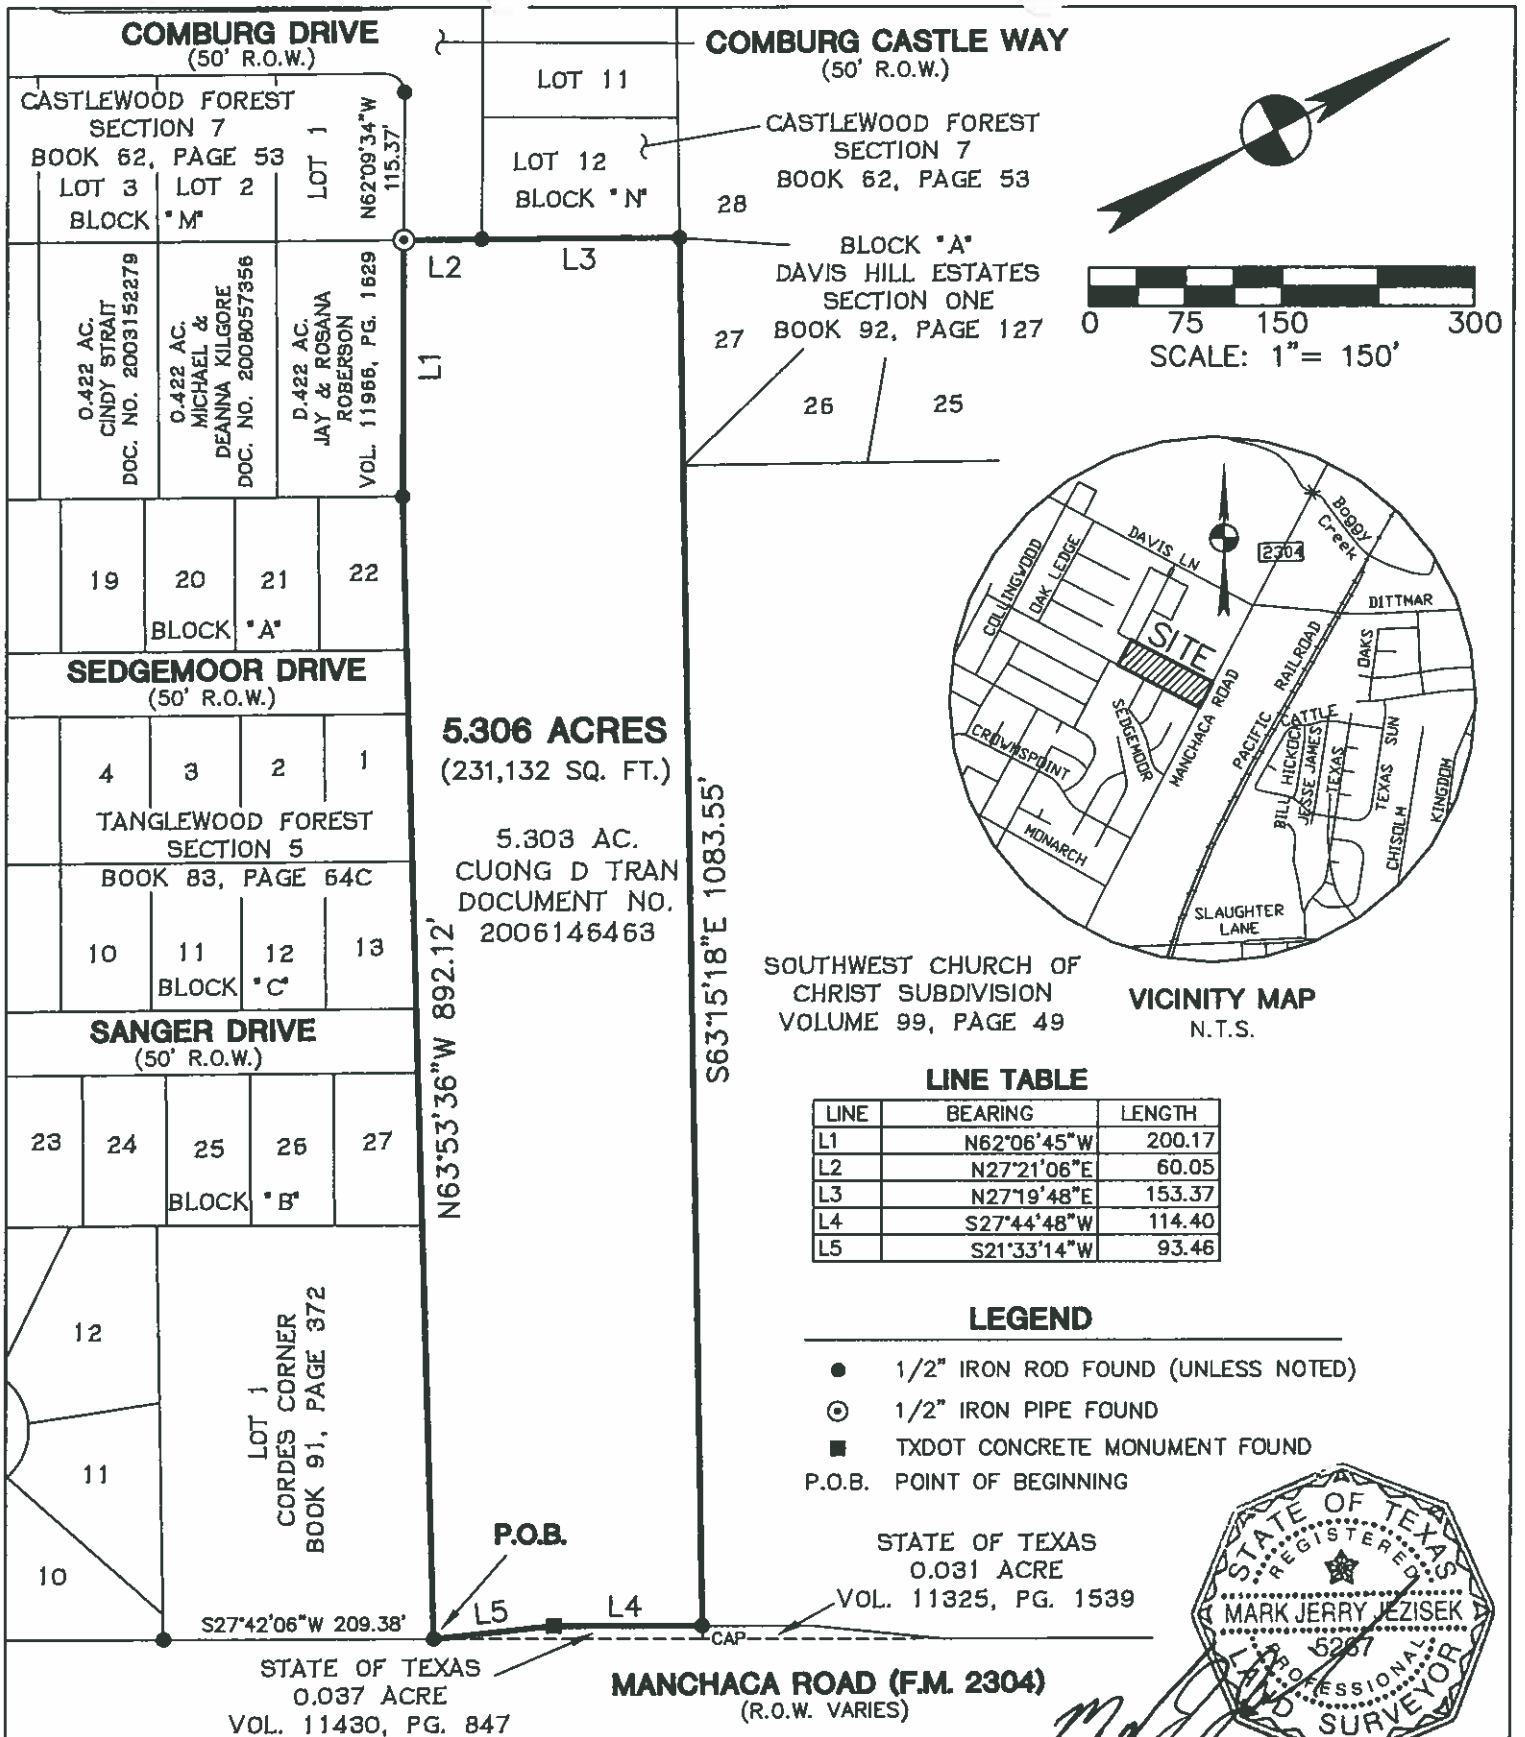 COMBURG DRIVE
(50' R.O.W.)
COMBURG CASTLE WAY
(50' R.O.W.)
CASTLEWOOD FOREST
SECTION 7
BOOK 62, PAGE 53
LOT 3
LOT 2
BLOCK "M"
LOT 1
N62°09'34"W
115.37'
LOT 11
LOT 12
BLOCK "N"
CASTLEWOOD FOREST
SECTION 7
BOOK 62, PAGE 53
28
BLOCK "A"
DAVIS HILL ESTATES
SECTION ONE
BOOK 92, PAGE 127
27
26
25
0 75 150 300
SCALE: 1"= 150'
L2
L3
L1
0.422 AC.
CINDY STRAIT
DOC. NO. 2003152279
0.422 AC.
MICHAEL &
DEANNA KILGORE
DOC. NO. 2008057356
0.422 AC.
JAY & ROSANA
ROBERSON
VOL. 11966, PG. 1629
19
20
21
22
BLOCK "A"
SEDGEMOOR DRIVE
(50' R.O.W.)
4
3
2
1
TANGLEWOOD FOREST
SECTION 5
BOOK 83, PAGE 64C
10
11
12
13
BLOCK "C"
SANGER DRIVE
(50' R.O.W.)
23
24
25
26
27
BLOCK "B"
12
11
10
LOT 1
CORDES CORNER
BOOK 91, PAGE 372
5.306 ACRES
(231,132 SQ. FT.)
5.303 AC.
CUONG D TRAN
DOCUMENT NO.
2006146463
N63°53'36"W 892.12'
S63°15'18"E 1083.55'
SOUTHWEST CHURCH OF
CHRIST SUBDIVISION
VOLUME 99, PAGE 49
COLLINGWOOD
OAK LEDGE
DAVIS LN
2304
Boggy
Creek
DITTMAR
SITE
SEDGEMOOR
MANCHACA ROAD
PACIFIC RAILROAD
OAKS
CROWNSPOINT
MONARCH
CATTLE
BILL HICKOCK
JESSE JAMES
TEXAS
TEXAS SUN
CHISOLM
KINGDOM
SLAUGHTER
LANE
VICINITY MAP
N.T.S.
LINE TABLE
LINE BEARING LENGTH
L1 N62°06'45"W 200.17
L2 N27°21'06"E 60.05
L3 N27°19'48"E 153.37
L4 S27°44'48"W 114.40
L5 S21°33'14"W 93.46
LEGEND
1/2" IRON ROD FOUND (UNLESS NOTED)
1/2" IRON PIPE FOUND
TXDOT CONCRETE MONUMENT FOUND
P.O.B. POINT OF BEGINNING
P.O.B.
L5
L4
CAP
S27°42'06"W 209.38'
STATE OF TEXAS
0.031 ACRE
VOL. 11325, PG. 1539
STATE OF TEXAS
0.037 ACRE
VOL. 11430, PG. 847
MANCHACA ROAD (F.M. 2304)
(R.O.W. VARIES)
STATE OF TEXAS
REGISTERED
MARK JERRY JEZISEK
5267
PROFESSIONAL
LAND SURVEYOR